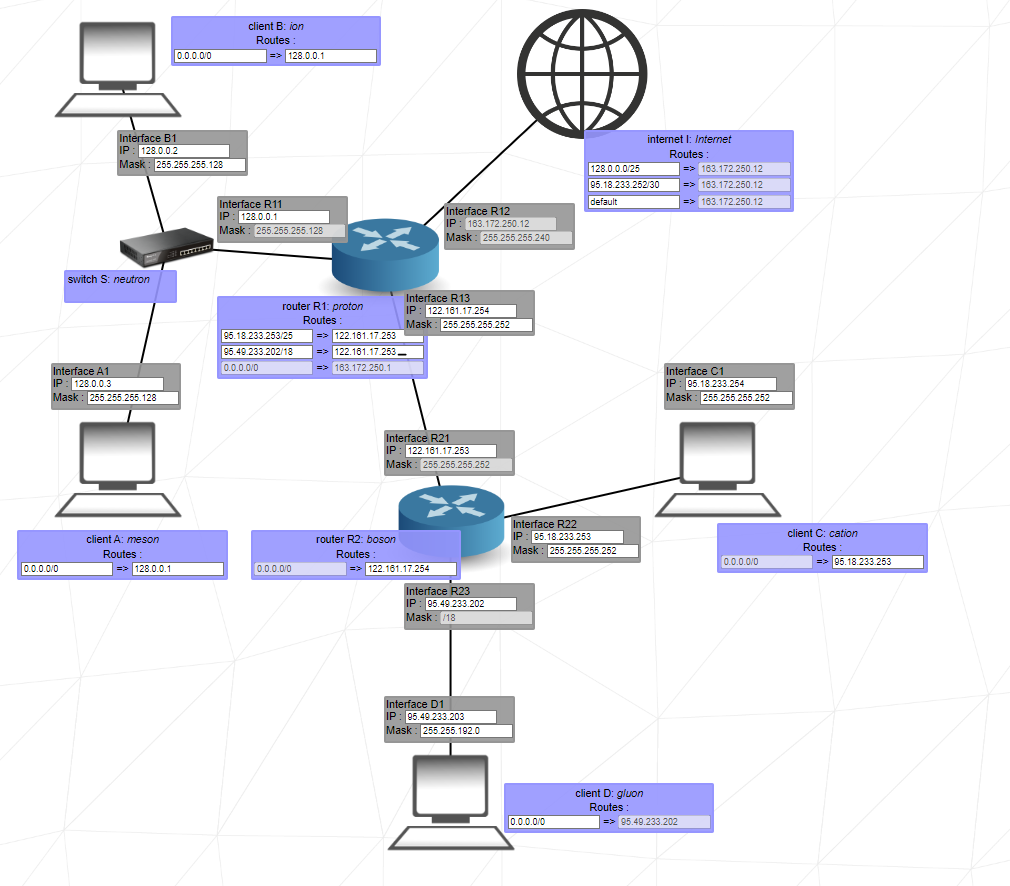 client B: ion
Routes :
0.0.0.0/0 => 128.0.0.1
Interface B1
IP : 128.0.0.2
Mask : 255.255.255.128
internet I: Internet
Routes :
128.0.0.0/25 => 163.172.250.12
95.18.233.252/30 => 163.172.250.12
default => 163.172.250.12
Interface R11
IP : 128.0.0.1
Mask : 255.255.255.128
Interface R12
IP : 163.172.250.12
Mask : 255.255.255.240
switch S: neutron
Interface R13
IP : 122.161.17.254
Mask : 255.255.255.252
router R1: proton
Routes :
95.18.233.253/25 => 122.161.17.253
95.49.233.202/18 => 122.161.17.253
0.0.0.0/0 => 163.172.250.1
Interface A1
IP : 128.0.0.3
Mask : 255.255.255.128
Interface C1
IP : 95.18.233.254
Mask : 255.255.255.252
Interface R21
IP : 122.161.17.253
Mask : 255.255.255.252
Interface R22
IP : 95.18.233.253
Mask : 255.255.255.252
client A: meson
Routes :
0.0.0.0/0 => 128.0.0.1
router R2: boson
Routes :
0.0.0.0/0 => 122.161.17.254
client C: cation
Routes :
0.0.0.0/0 => 95.18.233.253
Interface R23
IP : 95.49.233.202
Mask : /18
Interface D1
IP : 95.49.233.203
Mask : 255.255.192.0
client D: gluon
Routes :
0.0.0.0/0 => 95.49.233.202